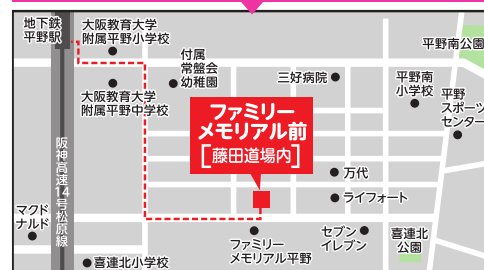 地下鉄
平野駅
大阪教育大学
附属平野小学校
大阪教育大学
附属平野中学校
付属
常盤会
幼稚園
三好病院
平野南公園
平野南
小学校
平野
スポーツ
センター
ファミリー
メモリアル前
[藤田道場内]
万代
ライフォート
阪神高速14号松原線
マクド
ナルド
喜連北小学校
ファミリー
メモリアル平野
セブン
イレブン
喜連北
公園